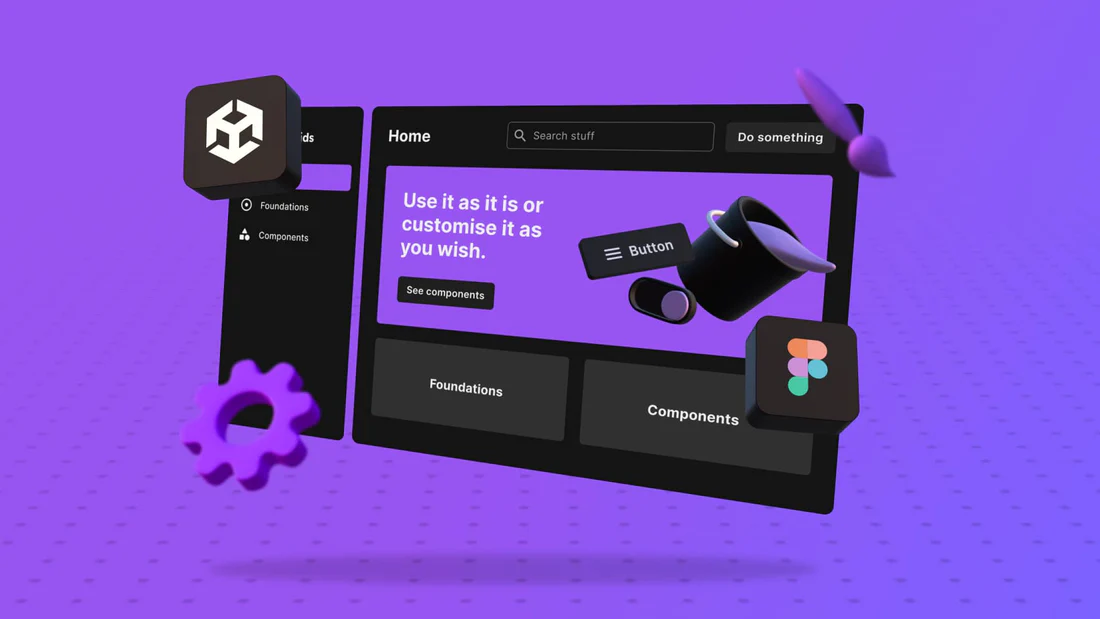 Foundations
Components
Home
Search stuff
Do something
Use it as it is or
customise it as
you wish.
See components
Button
Foundations
Components